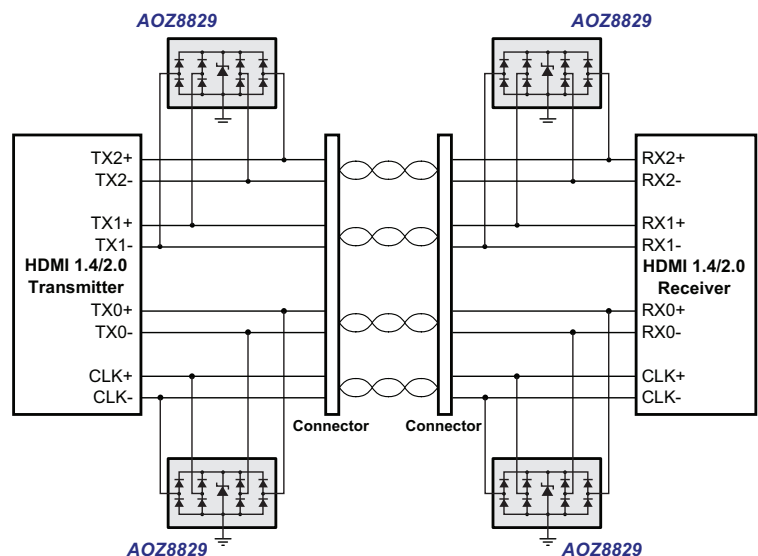 AOZ8829
AOZ8829
TX2+
TX2-
TX1+
TX1-
HDMI 1.4/2.0
Transmitter
TX0+
TX0-
CLK+
CLK-
RX2+
RX2-
RX1+
RX1-
HDMI 1.4/2.0
Receiver
RX0+
RX0-
CLK+
CLK-
Connector
Connector
AOZ8829
AOZ8829